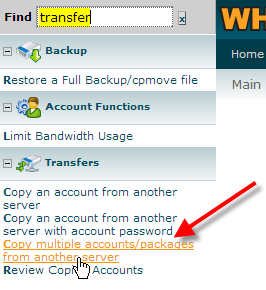 Find transfer x
WH
Home
Main
Backup
Restore a Full Backup/cpmove file
Account Functions
Limit Bandwidth Usage
Transfers
Copy an account from another
server
Copy an account from another
server with account password
Copy multiple accounts/packages
from another server
Review Accounts